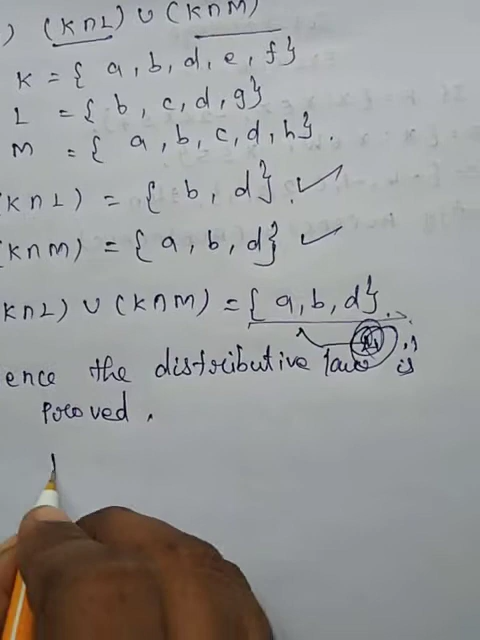 ) (K∩L) ∪ (K∩M)
K = { a, b, d, e, f}
L = { b, c, d, g}
M = { a, b, c, d, h}.
(K∩L) = { b, d}. ✓
(K∩M) = { a, b, d} ✓
K∩L) ∪ (K∩M) = { a, b, d}.
ence the distributive law is
proved.